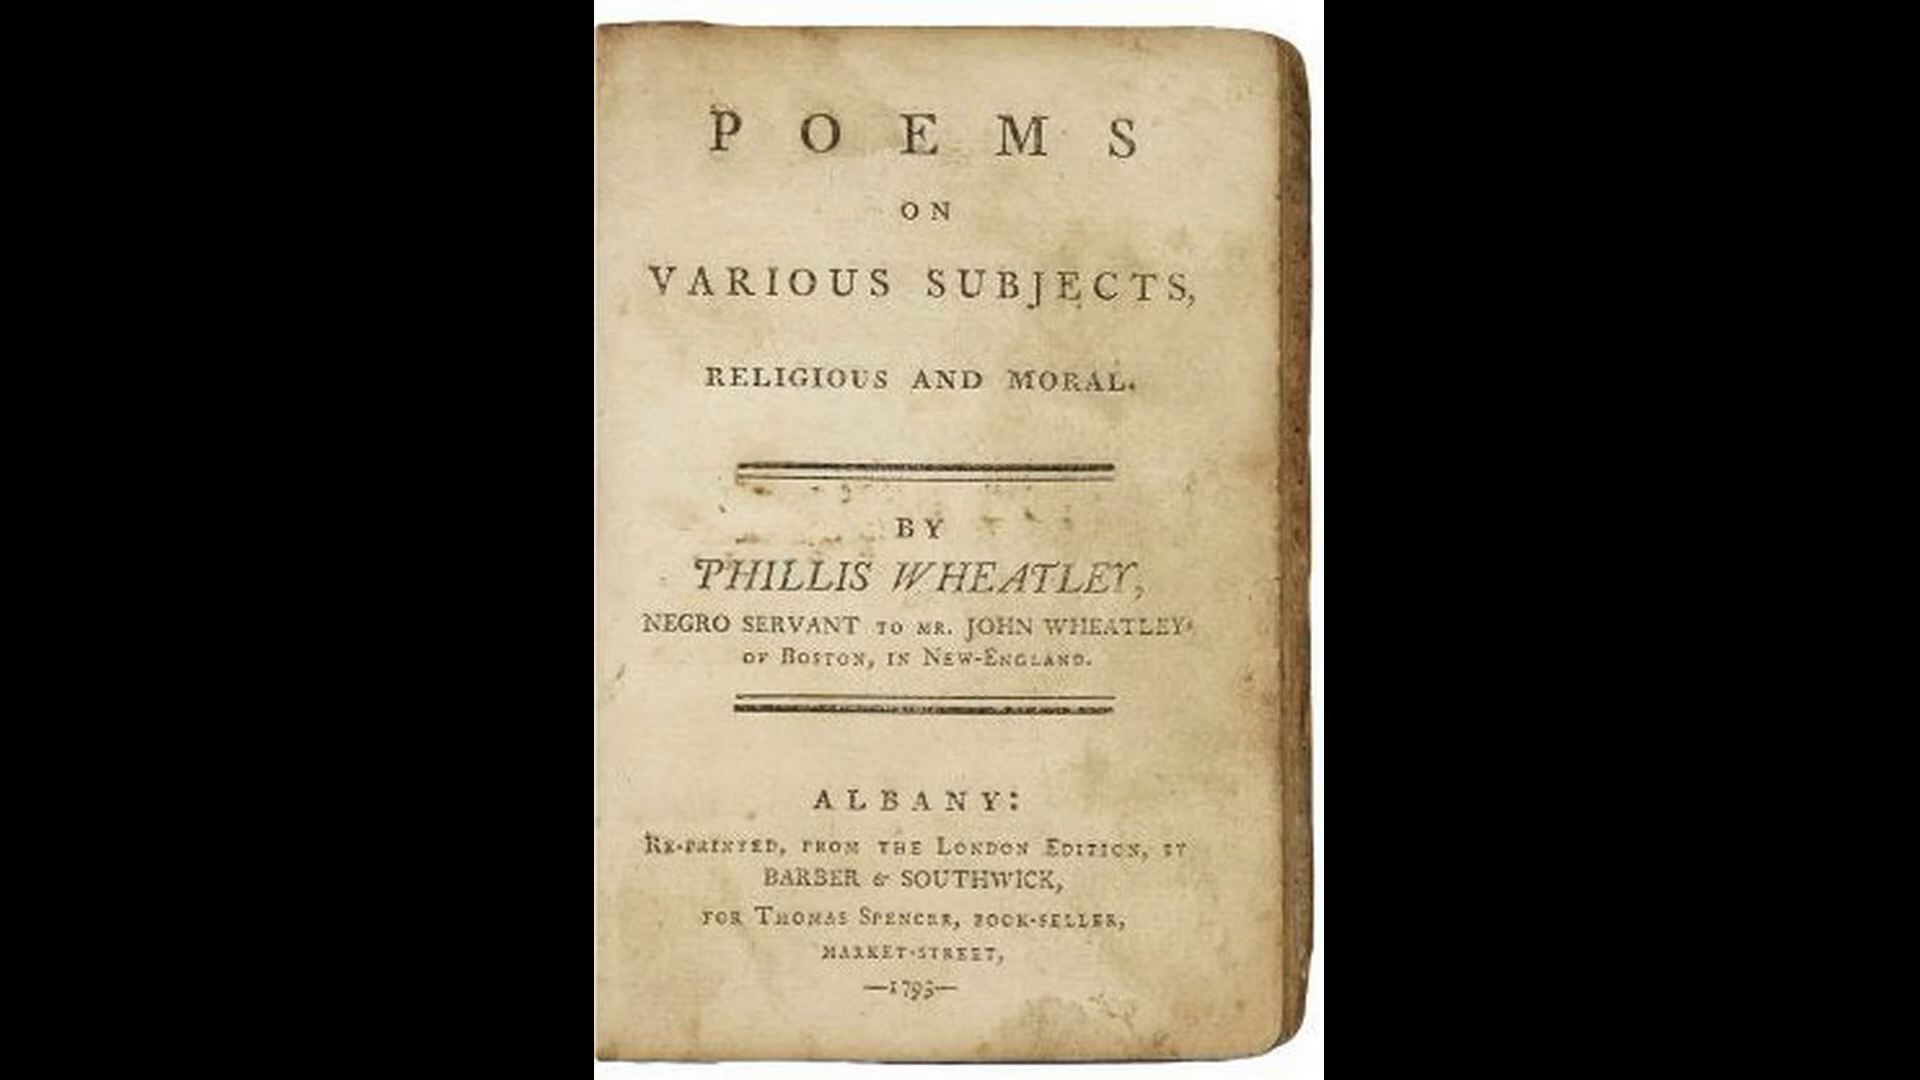 POEMS
ON
VARIOUS SUBJECTS,
RELIGIOUS AND MORAL.
BY
PHILLIS WHEATLEY,
NEGRO SERVANT TO MR. JOHN WHEATLEY,
OF BOSTON, IN NEW-ENGLAND.
ALBANY:
RE-PRINTED, FROM THE LONDON EDITION, BY
BARBER & SOUTHWICK,
FOR THOMAS SPENCER, BOOK-SELLER,
MARKET-STREET,
—1793—